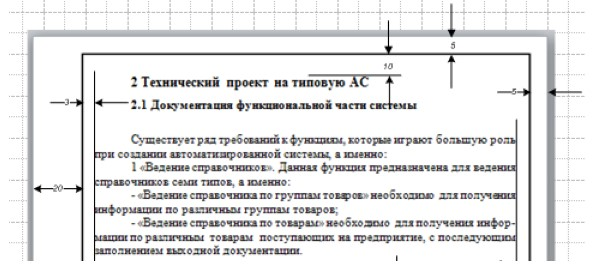 5
10
2 Технический проект на типовую АС
3
5
2.1 Документация функциональной части системы
Существует ряд требований к функциям, которые играют большую роль
при создании автоматизированной системы, а именно:
1 «Ведение справочников». Данная функция предназначена для ведения
20
справочников семи типов, а именно:
- «Ведение справочника по группам товаров» необходимо для получения
информации по различным группам товаров;
- «Ведение справочника по товарам» необходимо для получения инфор-
мации по различным товарам поступающих на предприятие, с последующим
заполнением выходной документации.